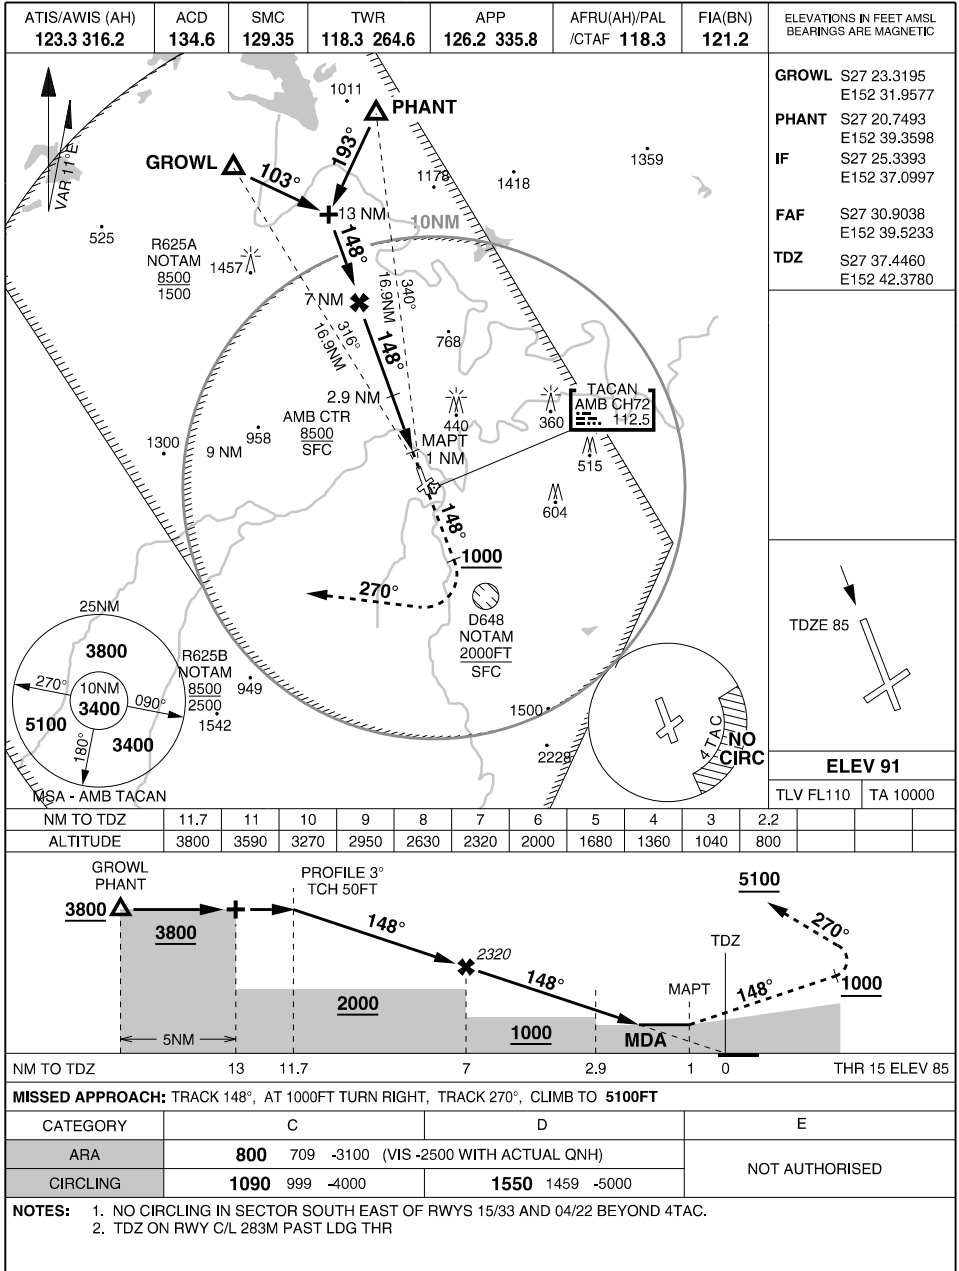 ATIS/AWIS (AH) ACD SMC TWR APP AFRU(AH)/PAL FIA(BN)
123.3 316.2 134.6 129.35 118.3 264.6 126.2 335.8 /CTAF 118.3 121.2
ELEVATIONS IN FEET AMSL
BEARINGS ARE MAGNETIC
GROWL S27 23.3195
E152 31.9577
PHANT S27 20.7493
E152 39.3598
IF S27 25.3393
E152 37.0997
FAF S27 30.9038
E152 39.5233
TDZ S27 37.4460
E152 42.3780
VAR 11°E
1011
PHANT
GROWL
103°
193°
1178
1418
1359
13 NM
10NM
525
R625A
NOTAM
8500
1500
1457
148°
7 NM
316°
16.9NM
340°
16.9NM
148°
768
2.9 NM
AMB CTR
8500
SFC
1300
9 NM
958
440
360
TACAN
AMB CH72
112.5
MAPT
1 NM
515
604
148°
1000
270°
D648
NOTAM
2000FT
SFC
25NM
3800
270°
10NM
3400
090°
5100
180°
3400
MSA - AMB TACAN
R625B
NOTAM
8500
2500
949
1542
1500
2228
4 TAC
NO
CIRC
TDZE 85
ELEV 91
TLV FL110 TA 10000
NM TO TDZ 11.7 11 10 9 8 7 6 5 4 3 2.2
ALTITUDE 3800 3590 3270 2950 2630 2320 2000 1680 1360 1040 800
GROWL
PHANT
PROFILE 3°
TCH 50FT
3800
3800
148°
2320
148°
2000
1000
MDA
MAPT
TDZ
148°
5100
270°
1000
5NM
NM TO TDZ 13 11.7 7 2.9 1 0 THR 15 ELEV 85
MISSED APPROACH: TRACK 148°, AT 1000FT TURN RIGHT, TRACK 270°, CLIMB TO 5100FT
CATEGORY C D E
ARA 800 709 -3100 (VIS -2500 WITH ACTUAL QNH)
NOT AUTHORISED
CIRCLING 1090 999 -4000 1550 1459 -5000
NOTES: 1. NO CIRCLING IN SECTOR SOUTH EAST OF RWYS 15/33 AND 04/22 BEYOND 4TAC.
2. TDZ ON RWY C/L 283M PAST LDG THR